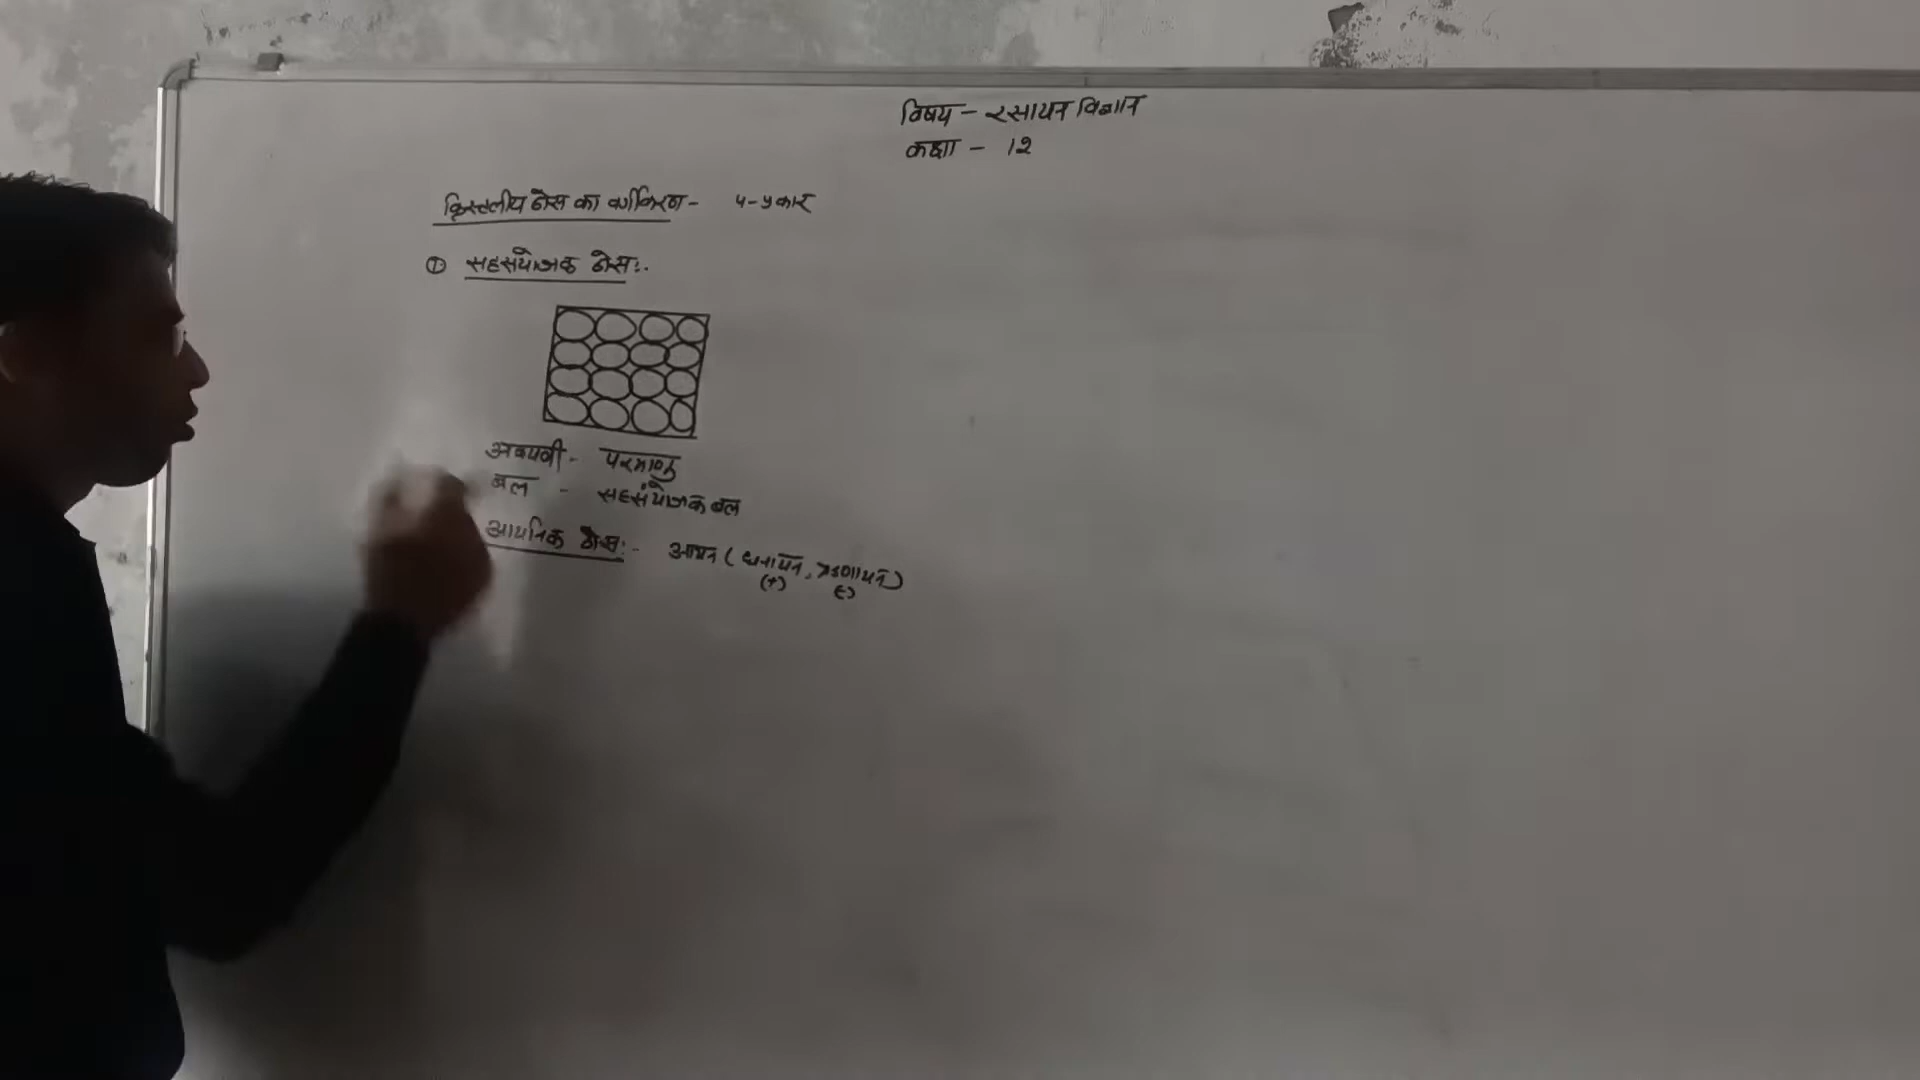 विषय - रसायन विज्ञान
कक्षा - 12
क्रिस्टलीय ठोस का वर्गीकरण - ४-प्रकार
① सहसंयोजक ठोस :-
अवयवी - परमाणु
बल - सहसंयोजक बल
आयनिक ठोस :- आयन ( धनायन, ऋणायन )
(+) (-)